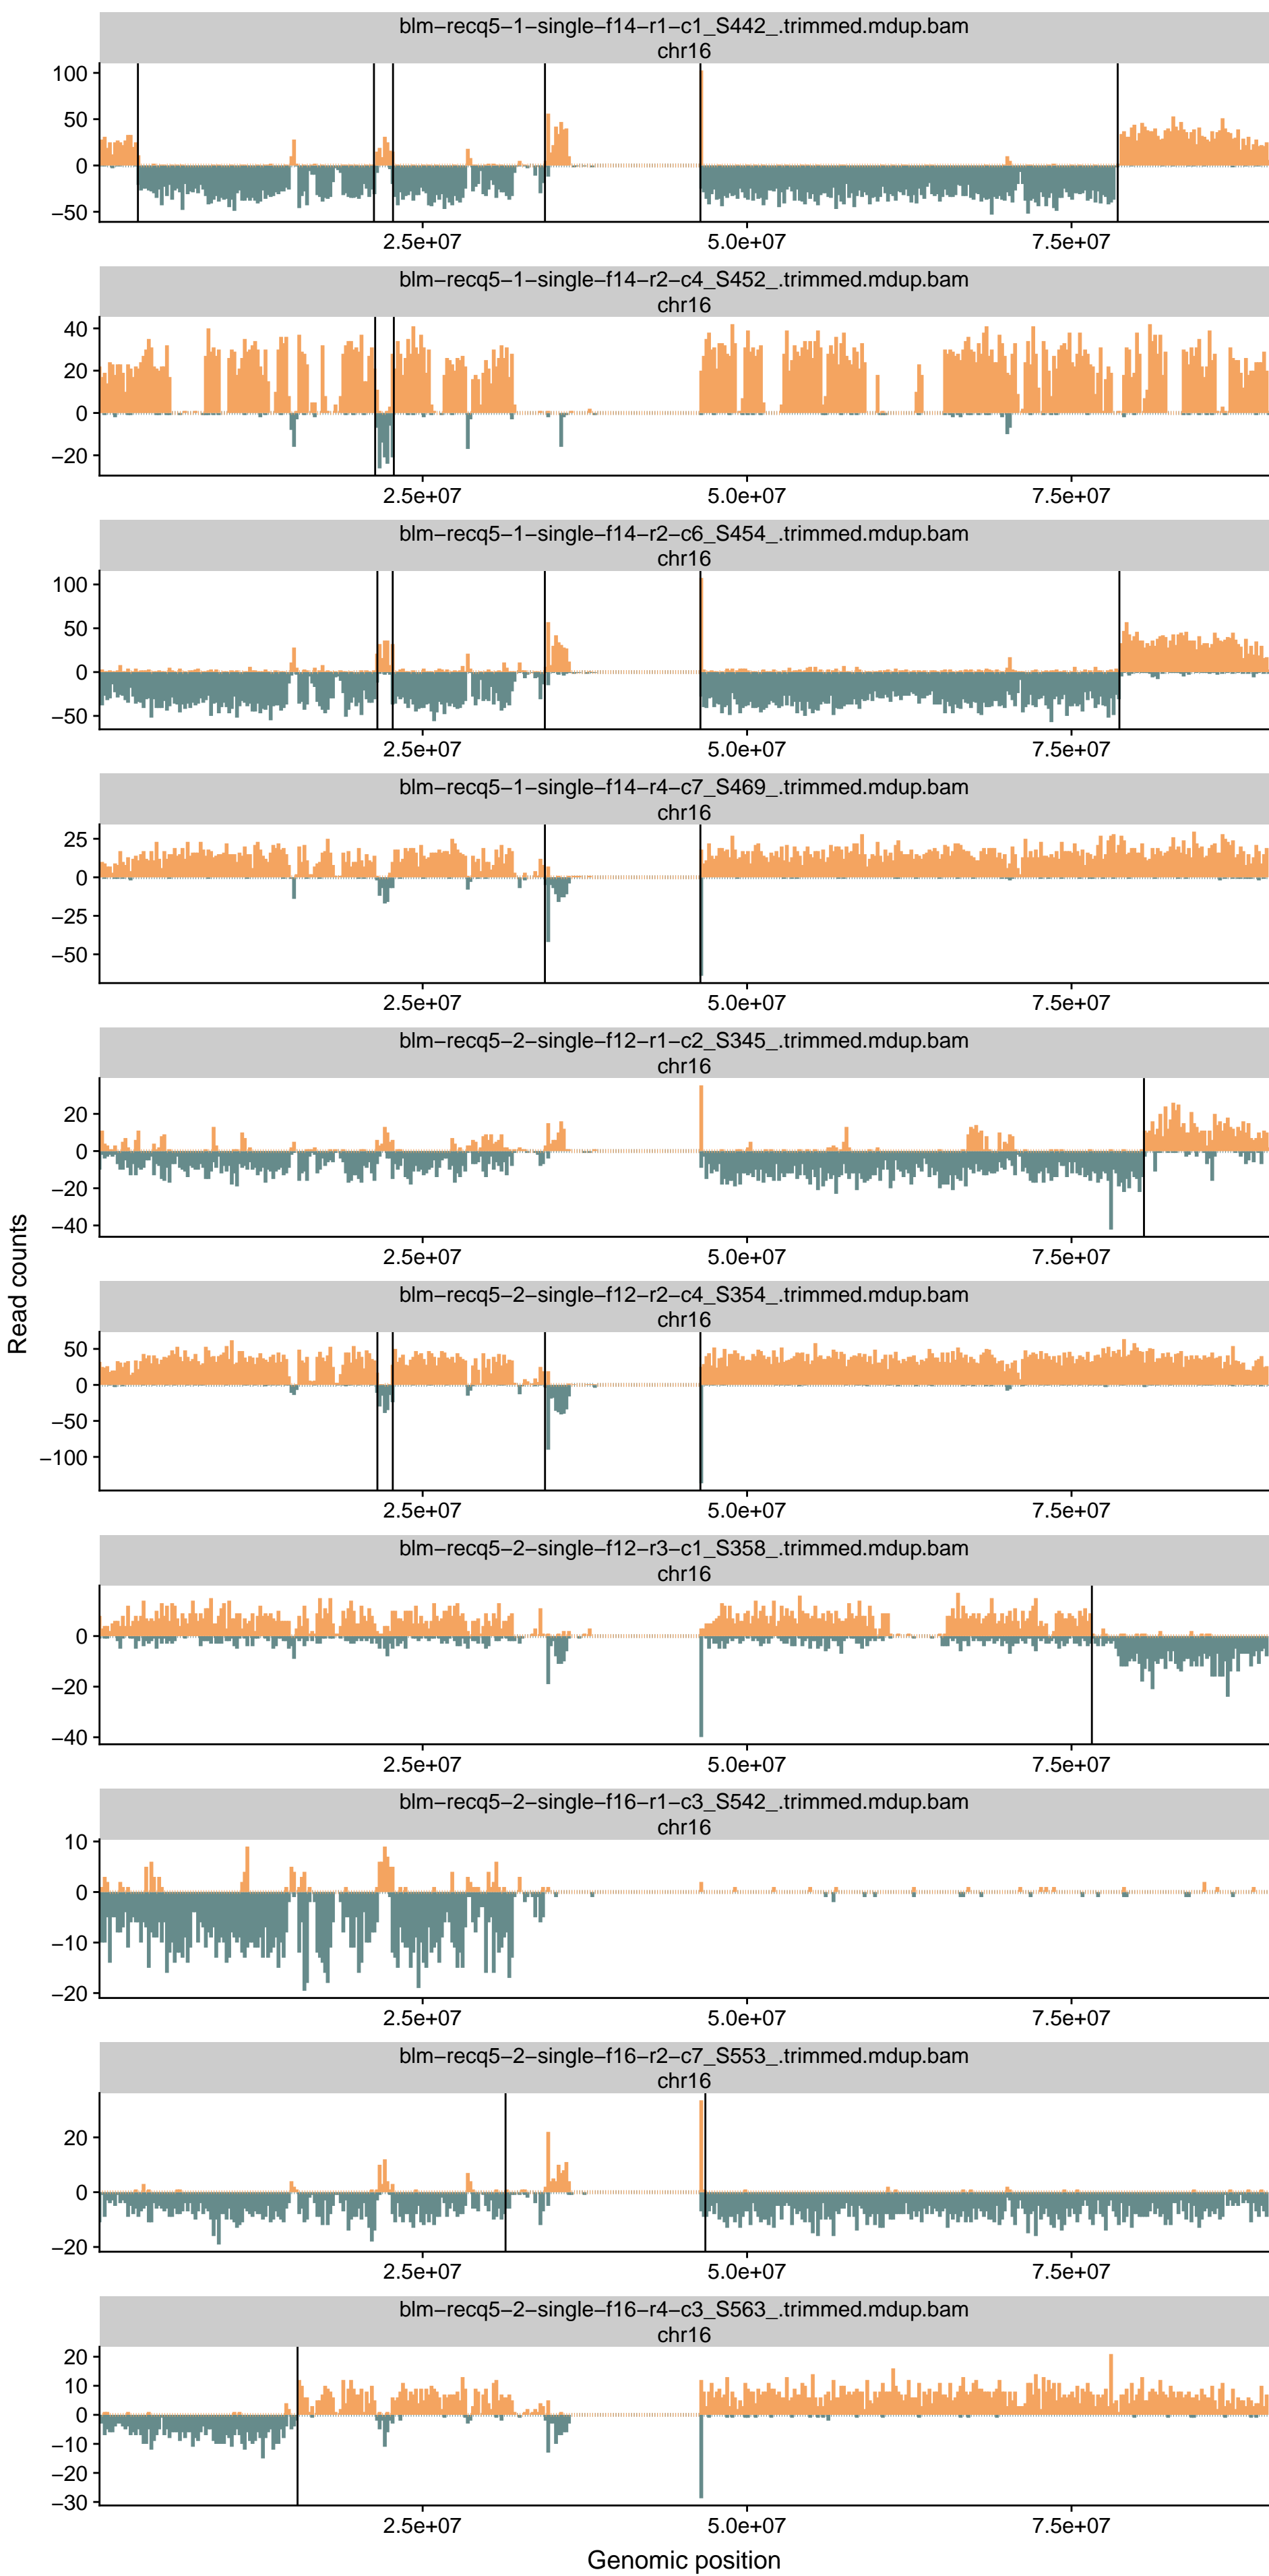 blm−recq5−1−single−f14−r1−c1_S442_.trimmed.mdup.bam
chr16
100
50
0
−50
2.5e+07 5.0e+07 7.5e+07
blm−recq5−1−single−f14−r2−c4_S452_.trimmed.mdup.bam
chr16
40
20
0
−20
2.5e+07 5.0e+07 7.5e+07
blm−recq5−1−single−f14−r2−c6_S454_.trimmed.mdup.bam
chr16
100
50
0
−50
2.5e+07 5.0e+07 7.5e+07
blm−recq5−1−single−f14−r4−c7_S469_.trimmed.mdup.bam
chr16
25
0
−25
−50
2.5e+07 5.0e+07 7.5e+07
blm−recq5−2−single−f12−r1−c2_S345_.trimmed.mdup.bam
chr16
20
0
−20
−40
2.5e+07 5.0e+07 7.5e+07
Read counts
blm−recq5−2−single−f12−r2−c4_S354_.trimmed.mdup.bam
chr16
50
0
−50
−100
2.5e+07 5.0e+07 7.5e+07
blm−recq5−2−single−f12−r3−c1_S358_.trimmed.mdup.bam
chr16
0
−20
−40
2.5e+07 5.0e+07 7.5e+07
blm−recq5−2−single−f16−r1−c3_S542_.trimmed.mdup.bam
chr16
10
0
−10
−20
2.5e+07 5.0e+07 7.5e+07
blm−recq5−2−single−f16−r2−c7_S553_.trimmed.mdup.bam
chr16
20
0
−20
2.5e+07 5.0e+07 7.5e+07
blm−recq5−2−single−f16−r4−c3_S563_.trimmed.mdup.bam
chr16
20
10
0
−10
−20
−30
2.5e+07 5.0e+07 7.5e+07
Genomic position